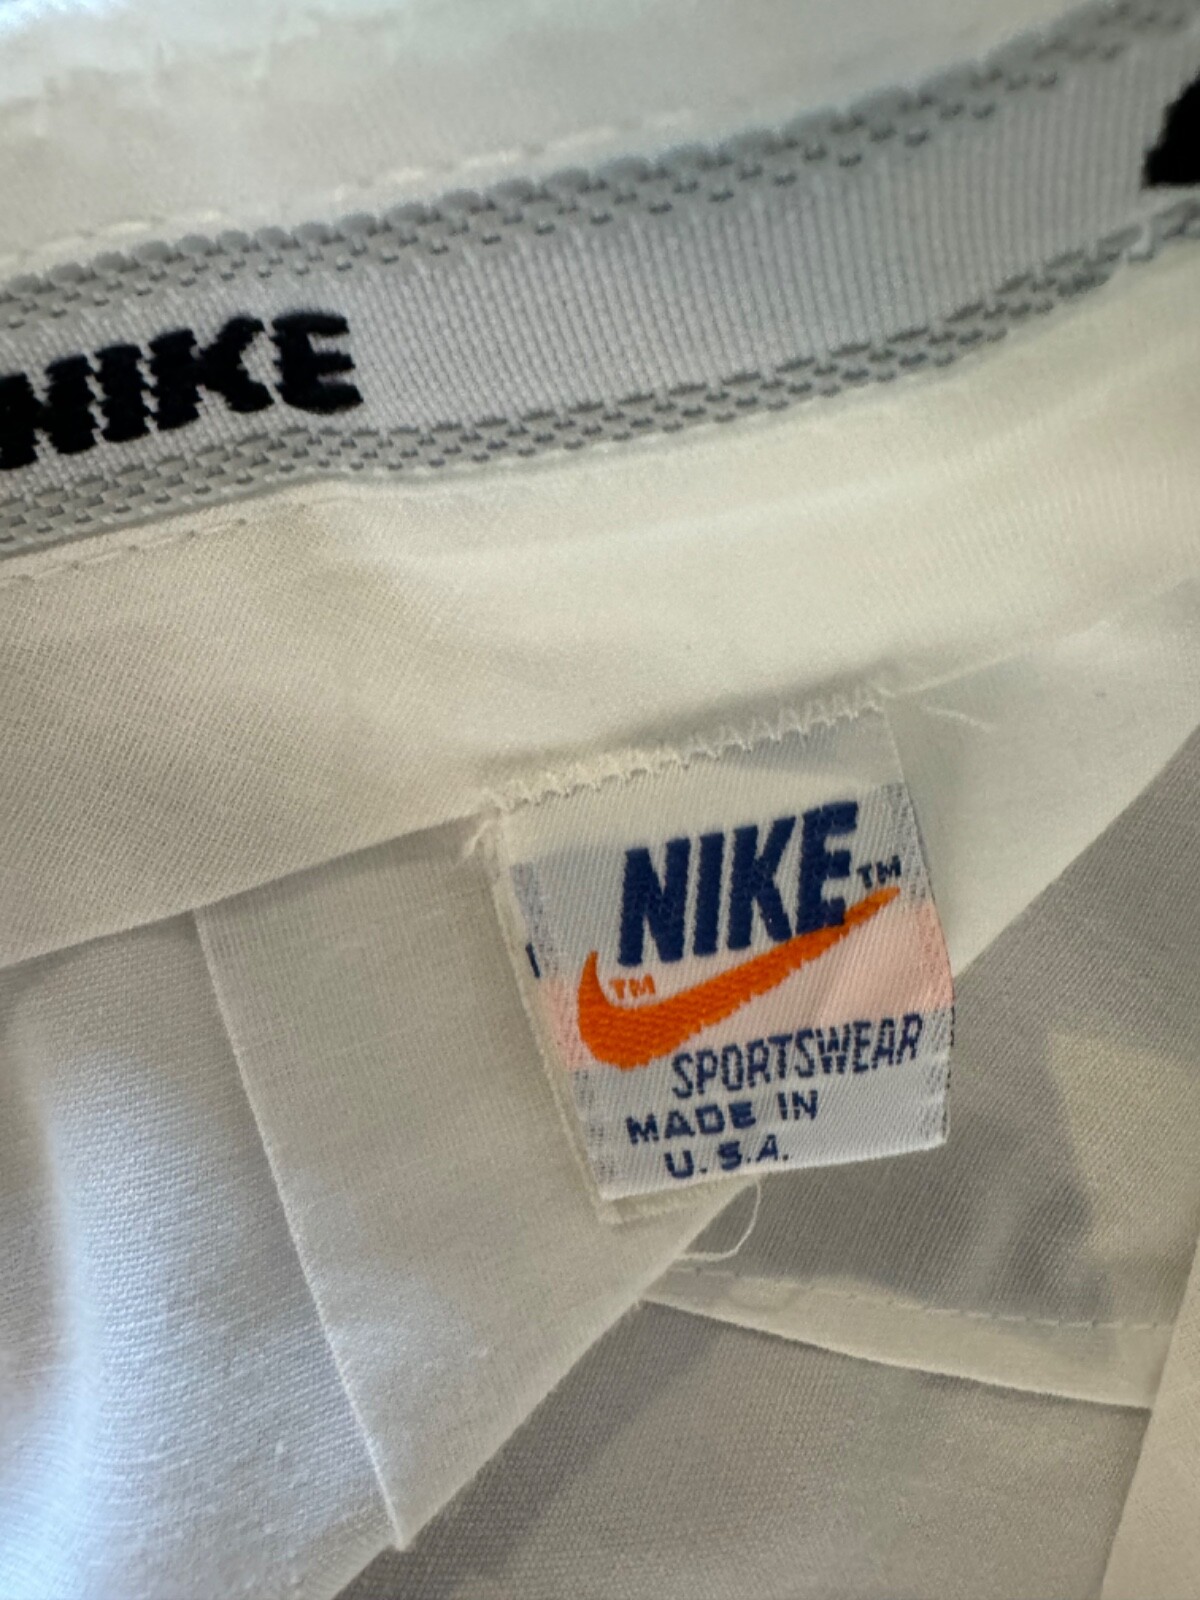 NIKE
NIKE™
™
SPORTSWEAR
MADE IN
U.S.A.